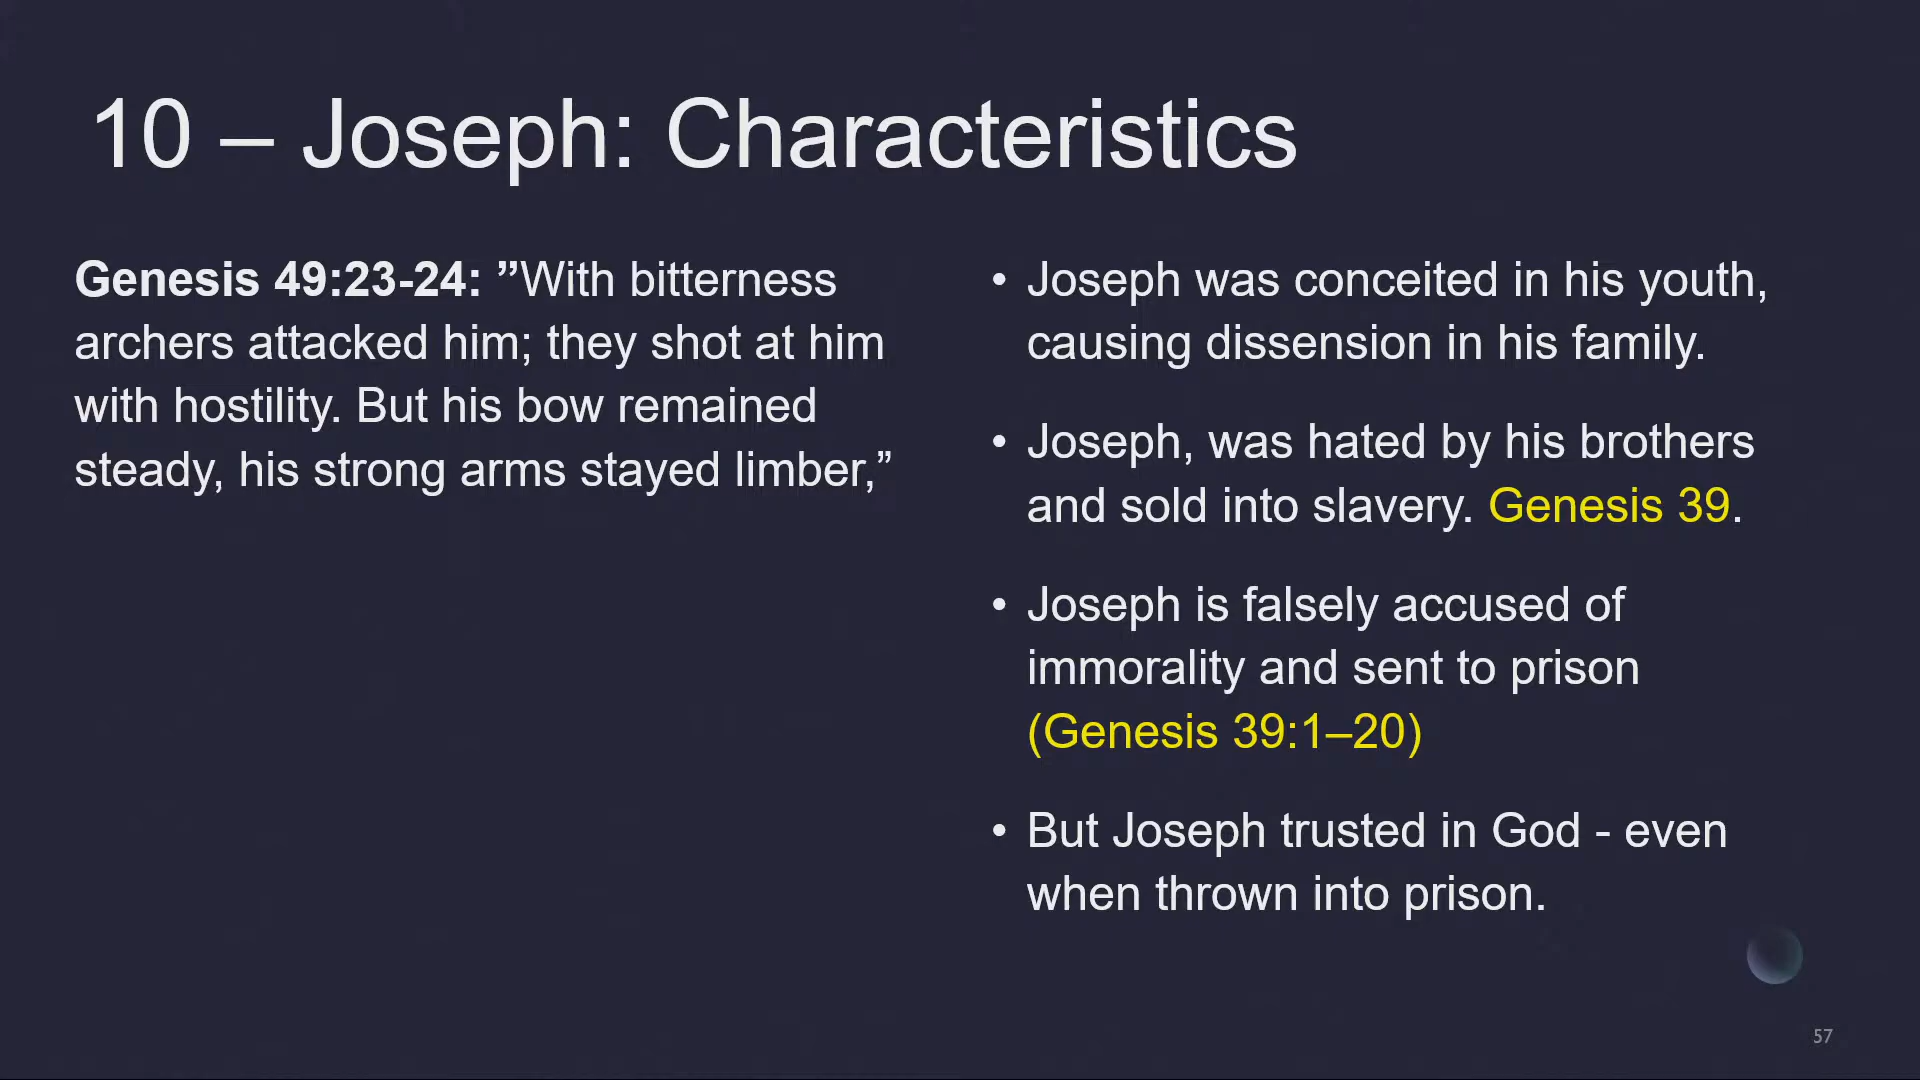 10 – Joseph: Characteristics
Genesis 49:23-24: ”With bitterness
archers attacked him; they shot at him
with hostility. But his bow remained
steady, his strong arms stayed limber,”
• Joseph was conceited in his youth,
causing dissension in his family.
• Joseph, was hated by his brothers
and sold into slavery. Genesis 39.
• Joseph is falsely accused of
immorality and sent to prison
(Genesis 39:1–20)
• But Joseph trusted in God - even
when thrown into prison.
57